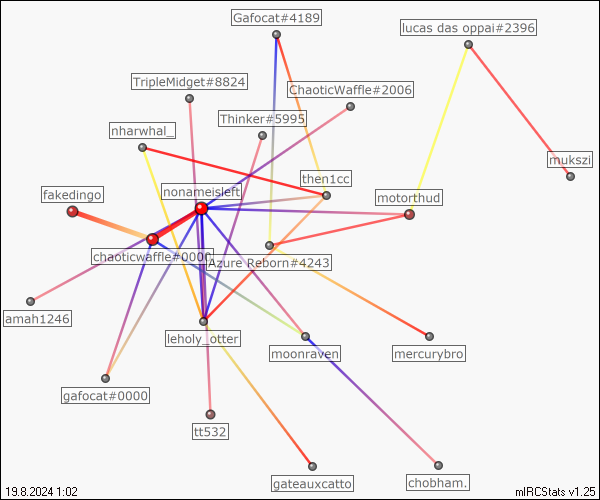 Gafocat#4189
lucas das oppai#2396
TripleMidget#8824
ChaoticWaffle#2006
Thinker#5995
nharwhal_
mukszi
then1cc
fakedingo
nonameisleft
motorthud
chaoticwaffle#0000
Azure Reborn#4243
amah1246
leholy_otter
moonraven
mercurybro
gafocat#0000
tt532
gateauxcatto
chobham.
19.8.2024 1:02
mIRCStats v1.25